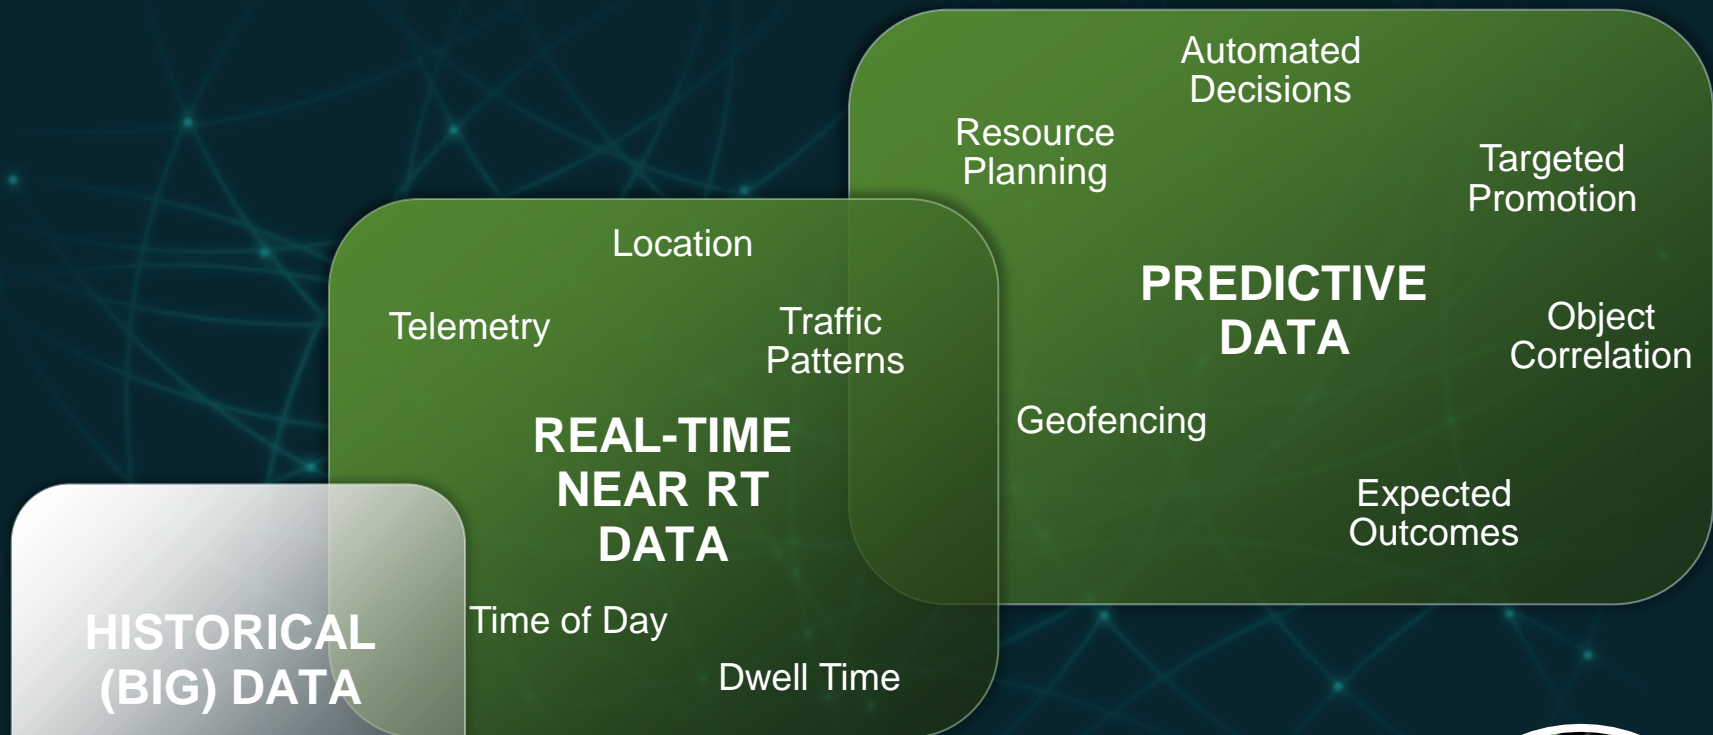 Automated
Decisions
Resource
Planning
Targeted
Promotion
PREDICTIVE
DATA
Object
Correlation
Geofencing
Expected
Outcomes
Location
Telemetry
Traffic
Patterns
REAL-TIME
NEAR RT
DATA
Time of Day
Dwell Time
HISTORICAL
(BIG) DATA